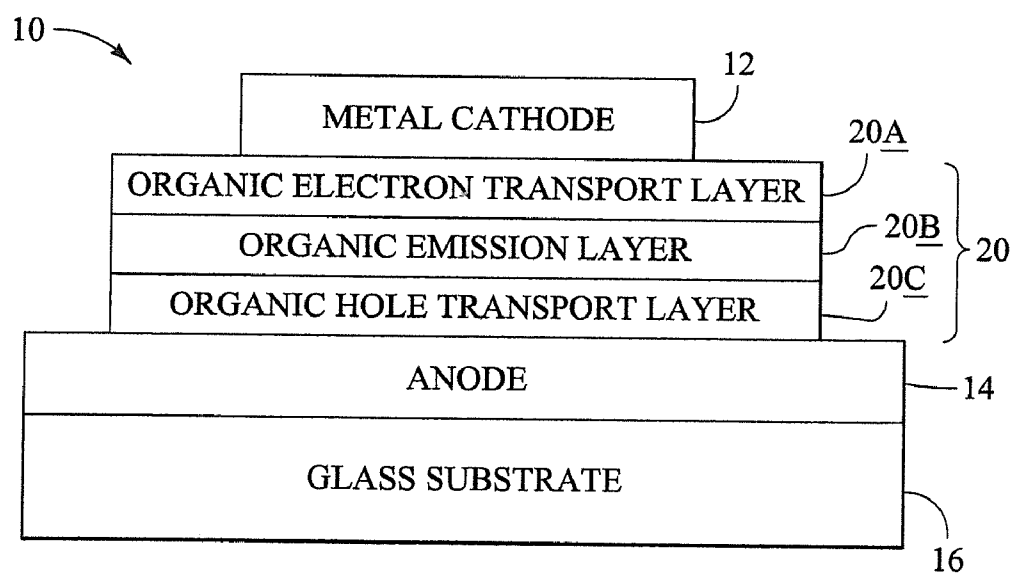 10
12
METAL CATHODE
20A
ORGANIC ELECTRON TRANSPORT LAYER
20B
ORGANIC EMISSION LAYER
20
20C
ORGANIC HOLE TRANSPORT LAYER
ANODE
14
GLASS SUBSTRATE
16